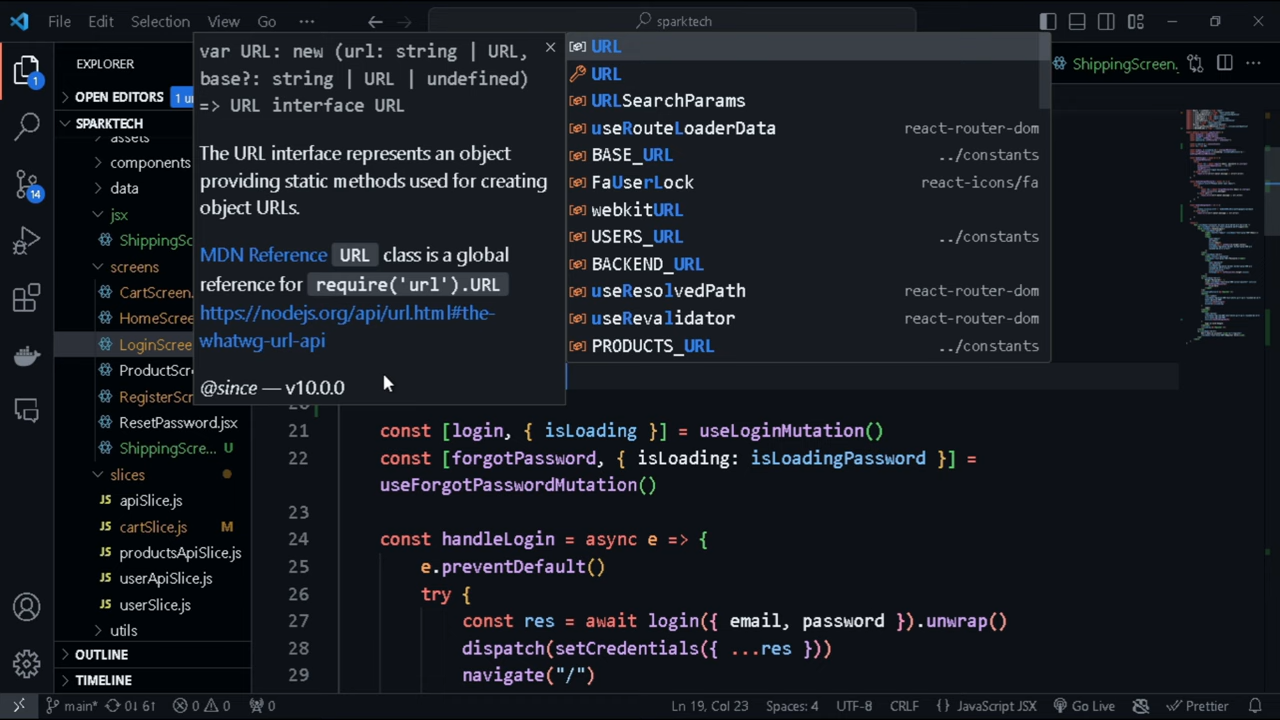 File Edit Selection View Go ··· sparktech
EXPLORER
OPEN EDITORS 1 un
SPARKTECH
assets
components
data
jsx
ShippingSc
screens
CartScreen.
HomeScree
LoginScree
ProductScre
RegisterScre
ResetPassword.jsx
ShippingScre... U
slices
JS apiSlice.js
JS cartSlice.js M
JS productsApiSlice.js
JS userApiSlice.js
JS userSlice.js
utils
OUTLINE
TIMELINE
1
14
var URL: new (url: string | URL,
base?: string | URL | undefined)
=> URL interface URL
The URL interface represents an object
providing static methods used for creating
object URLs.
MDN Reference URL class is a global
reference for require('url').URL
https://nodejs.org/api/url.html#the-
whatwg-url-api
@since — v10.0.0
URL
URL
URLSearchParams
useRouteLoaderData react-router-dom
BASE_URL ../constants
FaUserLock react-icons/fa
webkitURL
USERS_URL ../constants
BACKEND_URL
useResolvedPath react-router-dom
useRevalidator react-router-dom
PRODUCTS_URL ../constants
ShippingScreen.
20
21 const [login, { isLoading }] = useLoginMutation()
22 const [forgotPassword, { isLoading: isLoadingPassword }] =
useForgotPasswordMutation()
23
24 const handleLogin = async e => {
25 e.preventDefault()
26 try {
27 const res = await login({ email, password }).unwrap()
28 dispatch(setCredentials({ ...res }))
29 navigate("/")
main* 0↓ 6↑ 0 0 0 Ln 19, Col 23 Spaces: 4 UTF-8 CRLF {} JavaScript JSX Go Live Prettier